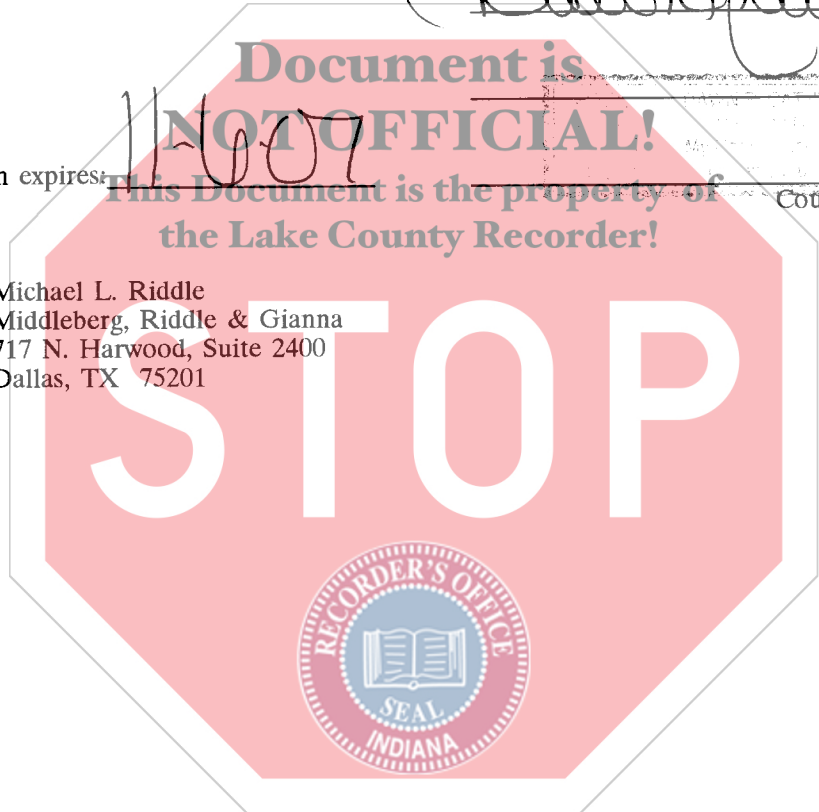 Document is
NOT OFFICIAL!
n expires: 11-6-07
This Document is the property of
the Lake County Recorder!
Michael L. Riddle
Middleberg, Riddle & Gianna
717 N. Harwood, Suite 2400
Dallas, TX 75201
STOP
RECORDER'S OFFICE
SEAL
INDIANA